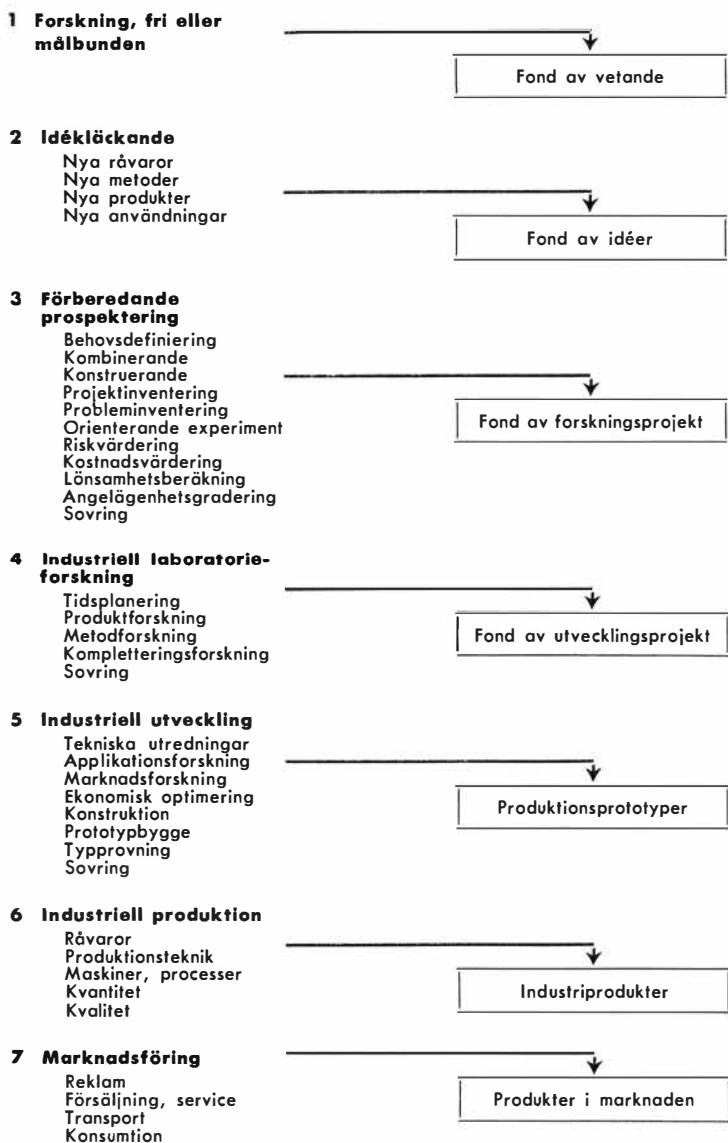 1 Forskning, fri eller
målbunden
Fond av vetande
2 Idékläckande
Nya råvaror
Nya metoder
Nya produkter
Nya användningar
Fond av idéer
3 Förberedande
prospektering
Behovsdefiniering
Kombinerande
Konstruerande
Projektinventering
Probleminventering
Orienterande experiment
Riskvärdering
Kostnadsvärdering
Lönsamhetsberäkning
Angelägenhetsgradering
Sovring
Fond av forskningsprojekt
4 Industriell laboratorie-
forskning
Tidsplanering
Produktforskning
Metodforskning
Kompletteringsforskning
Sovring
Fond av utvecklingsprojekt
5 Industriell utveckling
Tekniska utredningar
Applikationsforskning
Marknadsforskning
Ekonomisk optimering
Konstruktion
Prototypbygge
Typprovning
Sovring
Produktionsprototyper
6 Industriell produktion
Råvaror
Produktionsteknik
Maskiner, processer
Kvantitet
Kvalitet
Industriprodukter
7 Marknadsföring
Reklam
Försäljning, service
Transport
Konsumtion
Produkter i marknaden